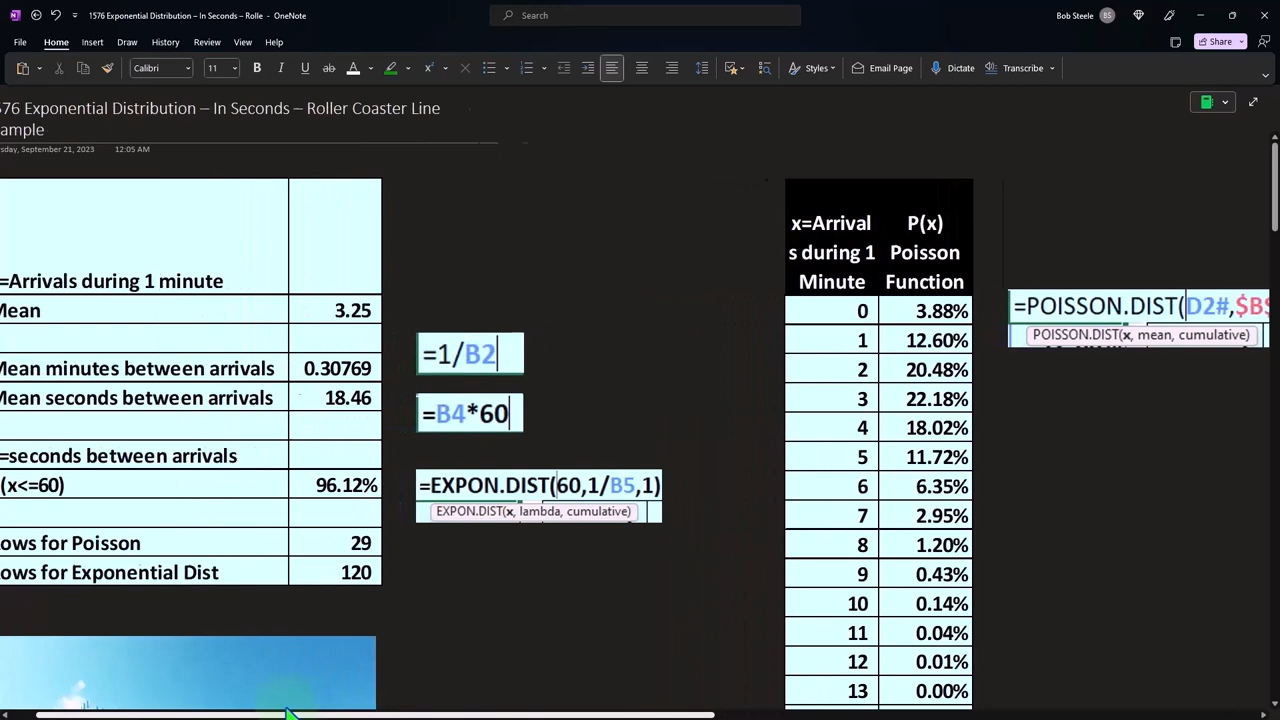 1576 Exponential Distribution – In Seconds – Rolle - OneNote
Search
Bob Steele
BS
File
Home
Insert
Draw
History
Review
View
Help
Share
Calibri
11
B
I
U
ab
A
Styles
Email Page
Dictate
Transcribe
576 Exponential Distribution – In Seconds – Roller Coaster Line
ample
rsday, September 21, 2023 12:05 AM
=Arrivals during 1 minute
Mean 3.25
Mean minutes between arrivals 0.30769
Mean seconds between arrivals 18.46
=seconds between arrivals
(x<=60) 96.12%
ows for Poisson 29
ows for Exponential Dist 120
=1/B2
=B4*60
=EXPON.DIST(60,1/B5,1)
EXPON.DIST(x, lambda, cumulative)
x=Arrival P(x)
s during 1 Poisson
Minute Function
0 3.88%
1 12.60%
2 20.48%
3 22.18%
4 18.02%
5 11.72%
6 6.35%
7 2.95%
8 1.20%
9 0.43%
10 0.14%
11 0.04%
12 0.01%
13 0.00%
=POISSON.DIST(D2#,$B$
POISSON.DIST(x, mean, cumulative)